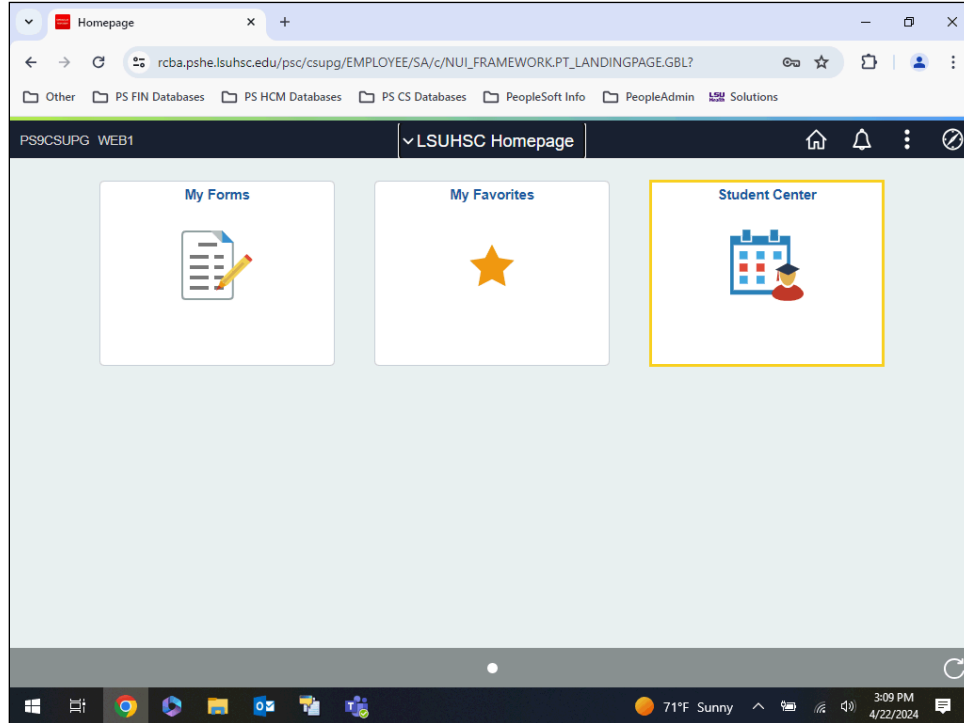 Homepage
rcba.pshe.lsuhsc.edu/psc/csupg/EMPLOYEE/SA/c/NUI_FRAMEWORK.PT_LANDINGPAGE.GBL?
Other PS FIN Databases PS HCM Databases PS CS Databases PeopleSoft Info PeopleAdmin LSU Solutions
PS9CSUPG WEB1 LSUHSC Homepage
My Forms My Favorites Student Center
71°F Sunny 3:09 PM
4/22/2024